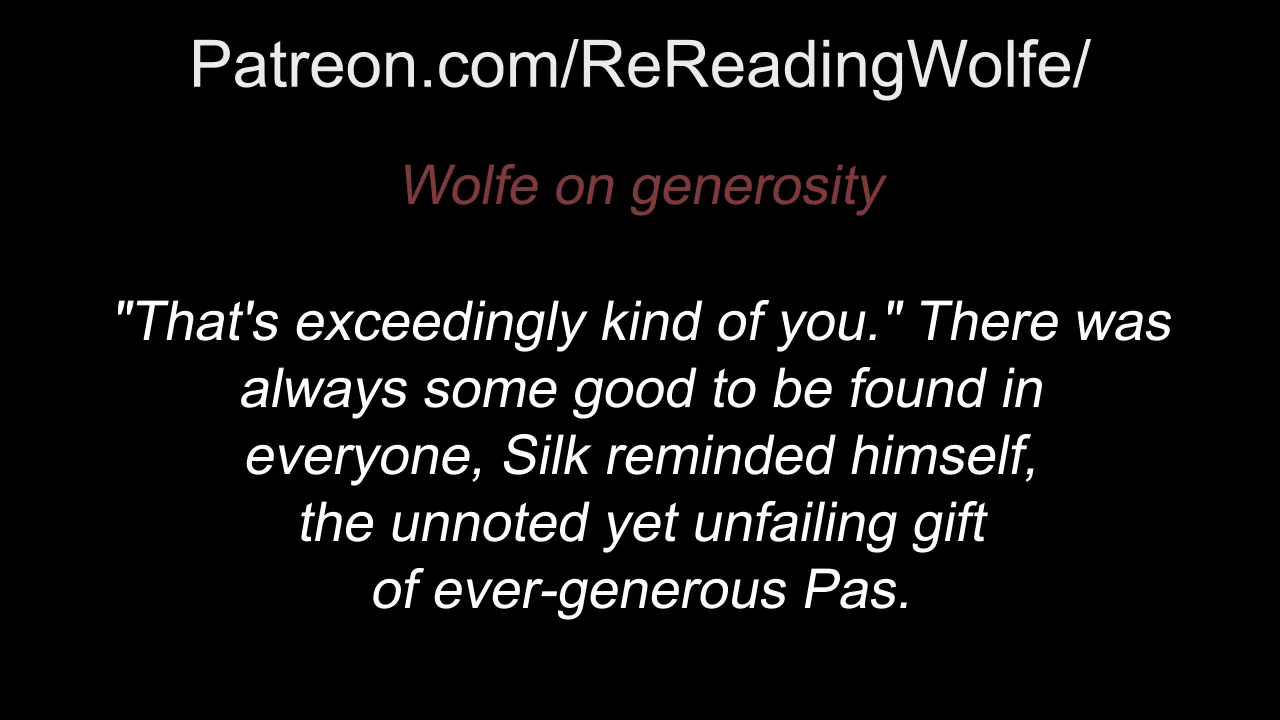 Patreon.com/ReReadingWolfe/
Wolfe on generosity
"That's exceedingly kind of you." There was
always some good to be found in
everyone, Silk reminded himself,
the unnoted yet unfailing gift
of ever-generous Pas.